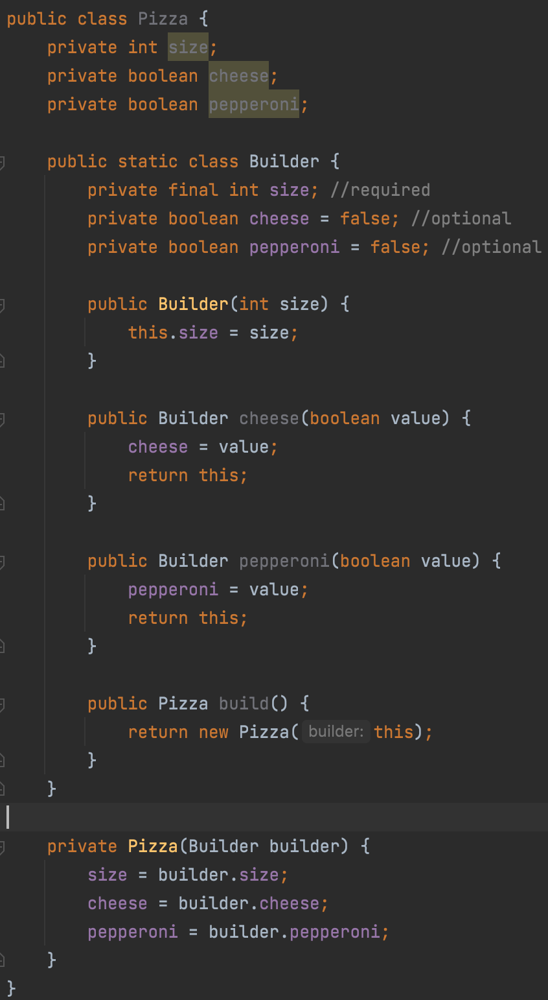 public class Pizza {
    private int size;
    private boolean cheese;
    private boolean pepperoni;

    public static class Builder {
        private final int size; //required
        private boolean cheese = false; //optional
        private boolean pepperoni = false; //optional

        public Builder(int size) {
            this.size = size;
        }

        public Builder cheese(boolean value) {
            cheese = value;
            return this;
        }

        public Builder pepperoni(boolean value) {
            pepperoni = value;
            return this;
        }

        public Pizza build() {
            return new Pizza( builder: this);
        }
    }

    private Pizza(Builder builder) {
        size = builder.size;
        cheese = builder.cheese;
        pepperoni = builder.pepperoni;
    }
}